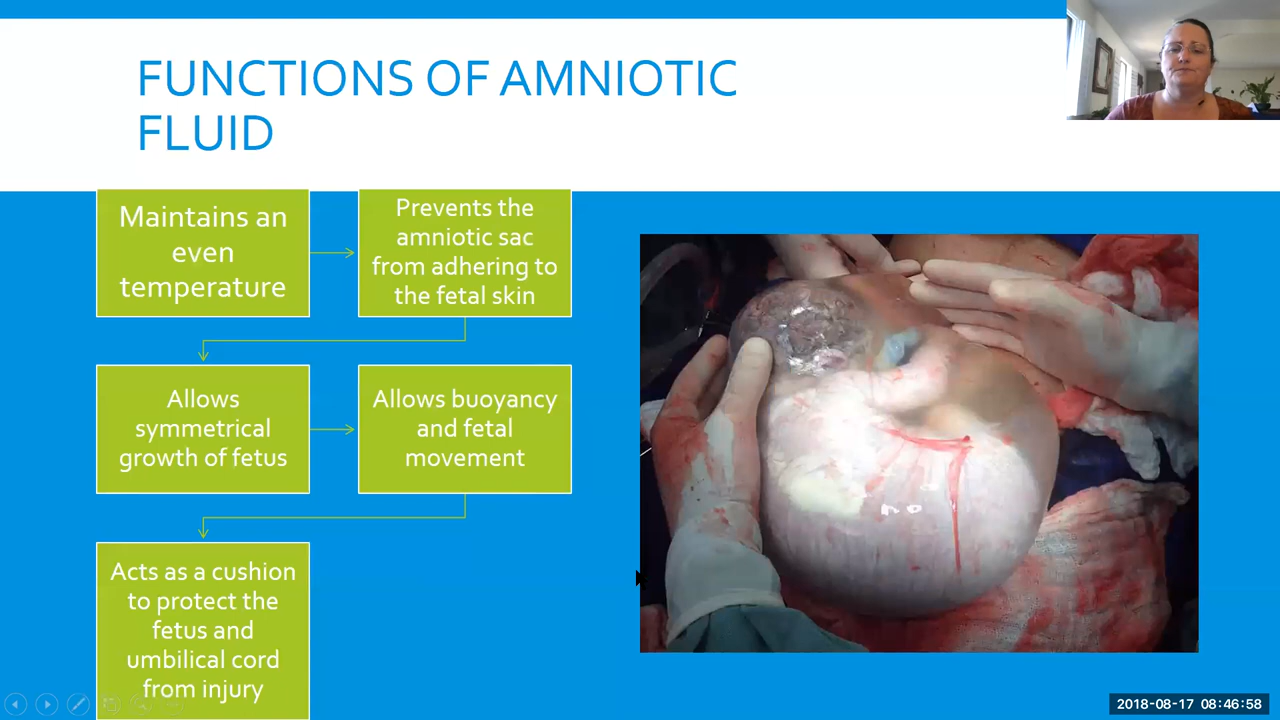 FUNCTIONS OF AMNIOTIC
FLUID
Maintains an
even
temperature
Prevents the
amniotic sac
from adhering to
the fetal skin
Allows
symmetrical
growth of fetus
Allows buoyancy
and fetal
movement
Acts as a cushion
to protect the
fetus and
umbilical cord
from injury
2018-08-17 08:46:58